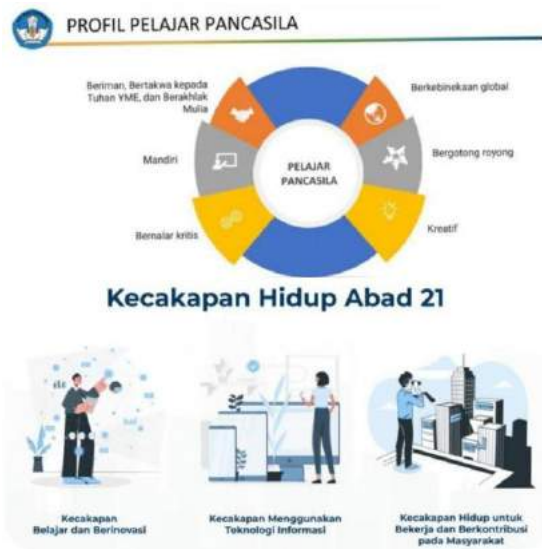 PROFIL PELAJAR PANCASILA
Beriman, Bertakwa kepada
Tuhan YME, dan Berakhlak
Mulia
Berkebinekaan global
Mandiri
PELAJAR
PANCASILA
Bergotong royong
Bernalar kritis
Kreatif
Kecakapan Hidup Abad 21
Kecakapan
Belajar dan Berinovasi
Kecakapan Menggunakan
Teknologi Informasi
Kecakapan Hidup untuk
Bekerja dan Berkontribusi
pada Masyarakat